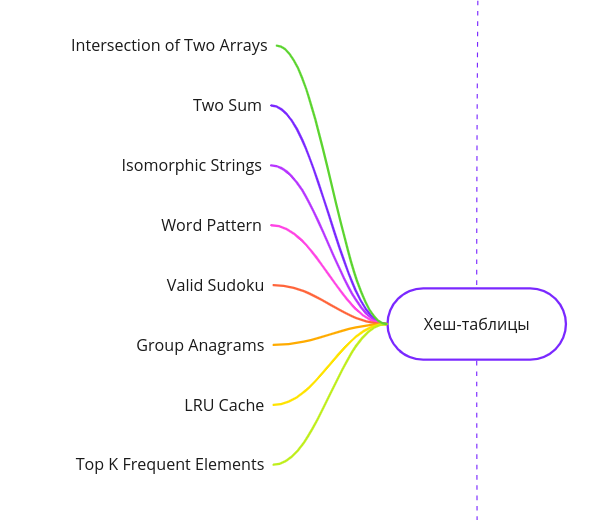 Intersection of Two Arrays
Two Sum
Isomorphic Strings
Word Pattern
Valid Sudoku
Хеш-таблицы
Group Anagrams
LRU Cache
Top K Frequent Elements